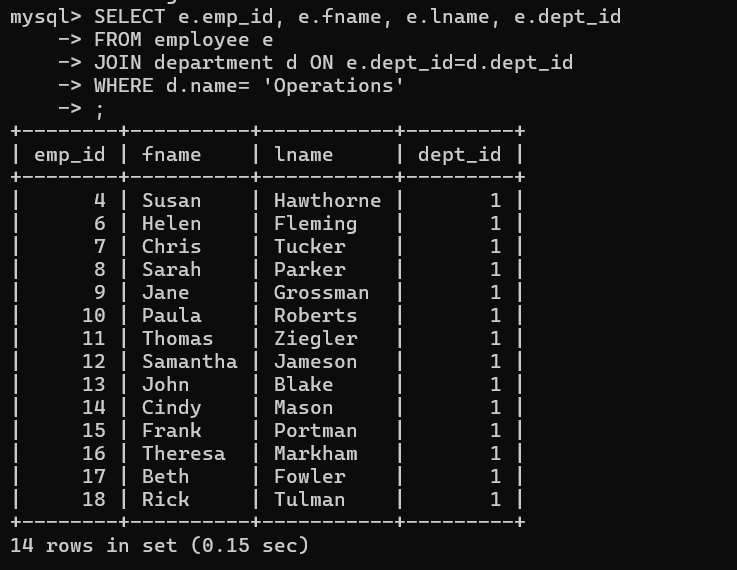 mysql> SELECT e.emp_id, e.fname, e.lname, e.dept_id
    -> FROM employee e
    -> JOIN department d ON e.dept_id=d.dept_id
    -> WHERE d.name= 'Operations'
    -> ;
+--------+----------+-----------+---------+
| emp_id | fname    | lname     | dept_id |
+--------+----------+-----------+---------+
|      4 | Susan    | Hawthorne |       1 |
|      6 | Helen    | Fleming   |       1 |
|      7 | Chris    | Tucker    |       1 |
|      8 | Sarah    | Parker    |       1 |
|      9 | Jane     | Grossman  |       1 |
|     10 | Paula    | Roberts   |       1 |
|     11 | Thomas   | Ziegler   |       1 |
|     12 | Samantha | Jameson   |       1 |
|     13 | John     | Blake     |       1 |
|     14 | Cindy    | Mason     |       1 |
|     15 | Frank    | Portman   |       1 |
|     16 | Theresa  | Markham   |       1 |
|     17 | Beth     | Fowler    |       1 |
|     18 | Rick     | Tulman    |       1 |
+--------+----------+-----------+---------+
14 rows in set (0.15 sec)